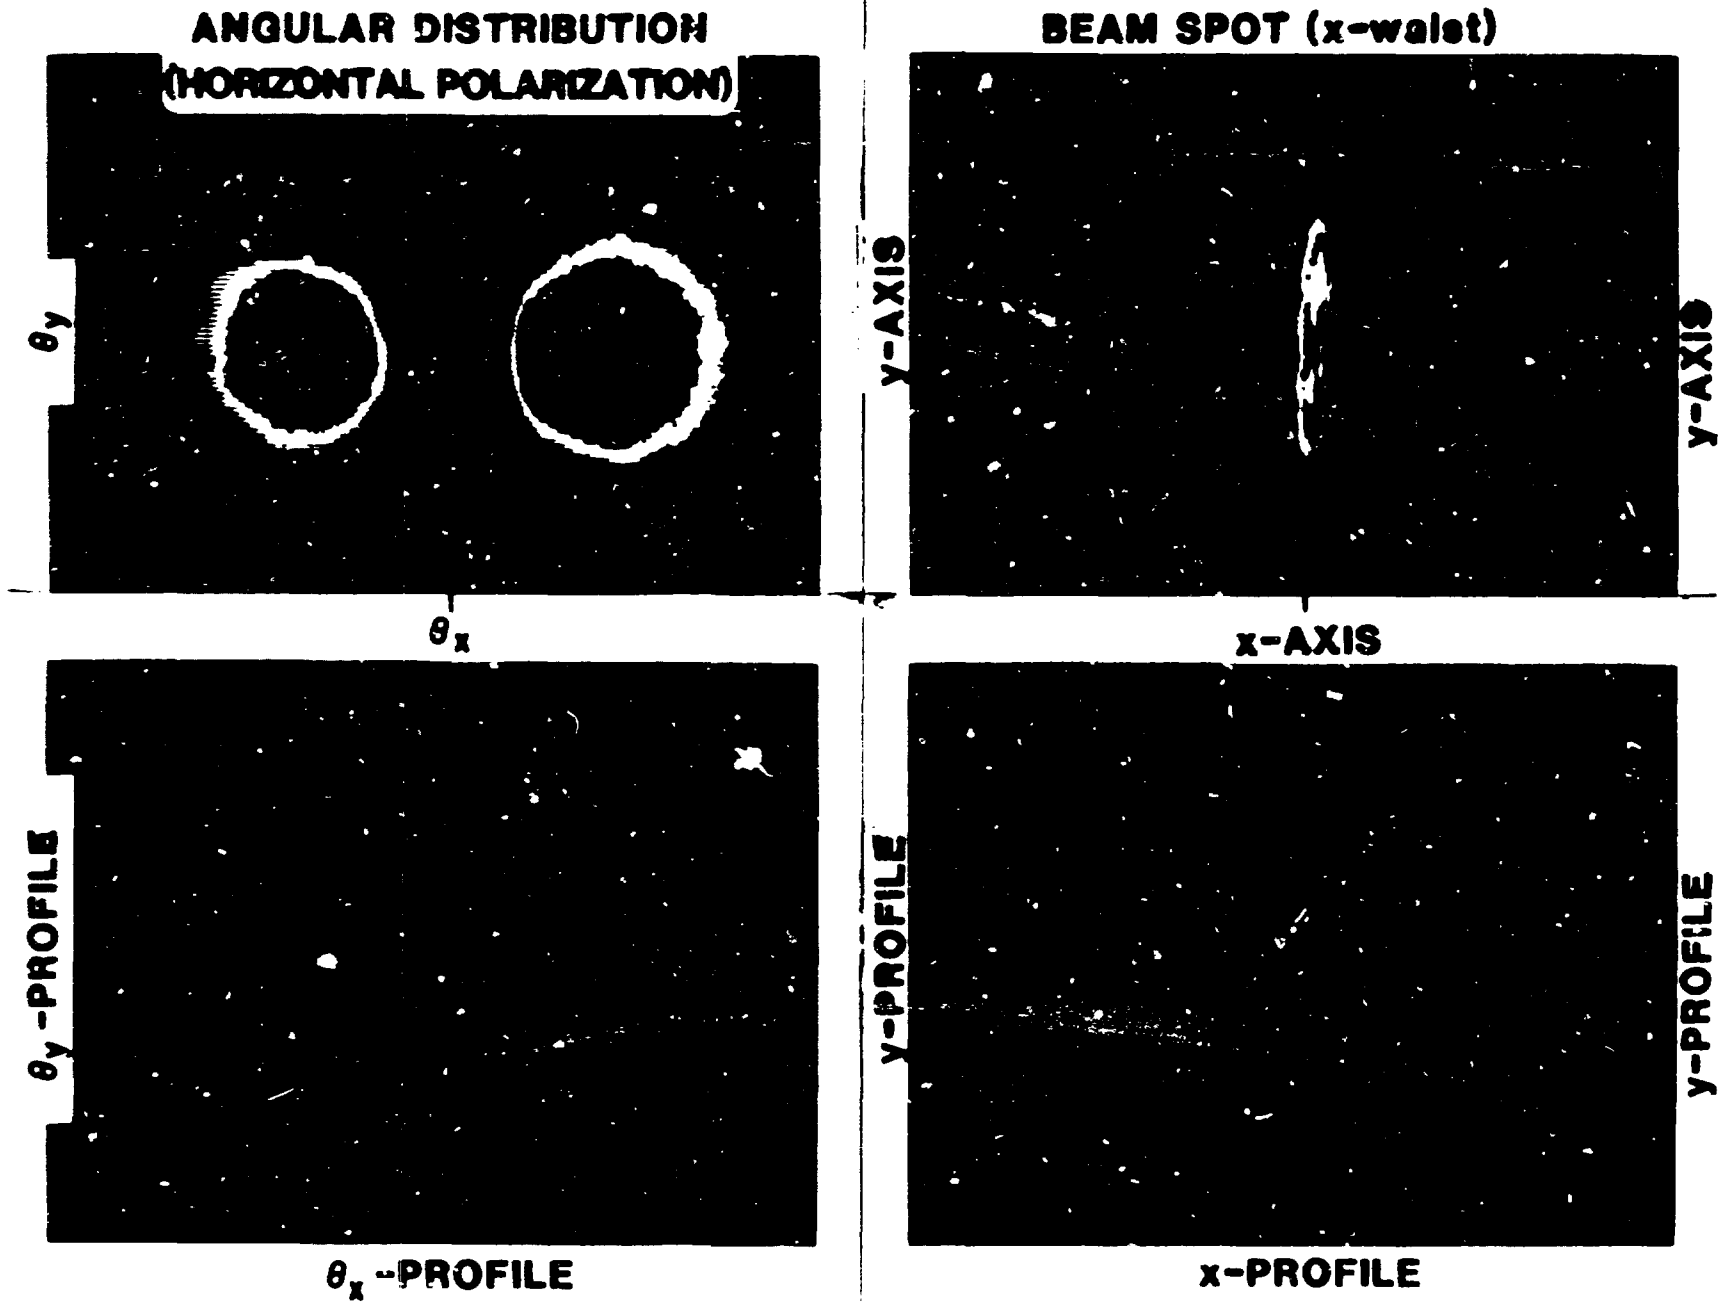 ANGULAR DISTRIBUTION
(HORIZONTAL POLARIZATION)
θy
θx
BEAM SPOT (x-waist)
y-AXIS
y-AXIS
x-AXIS
θy-PROFILE
θx-PROFILE
y-PROFILE
y-PROFILE
x-PROFILE